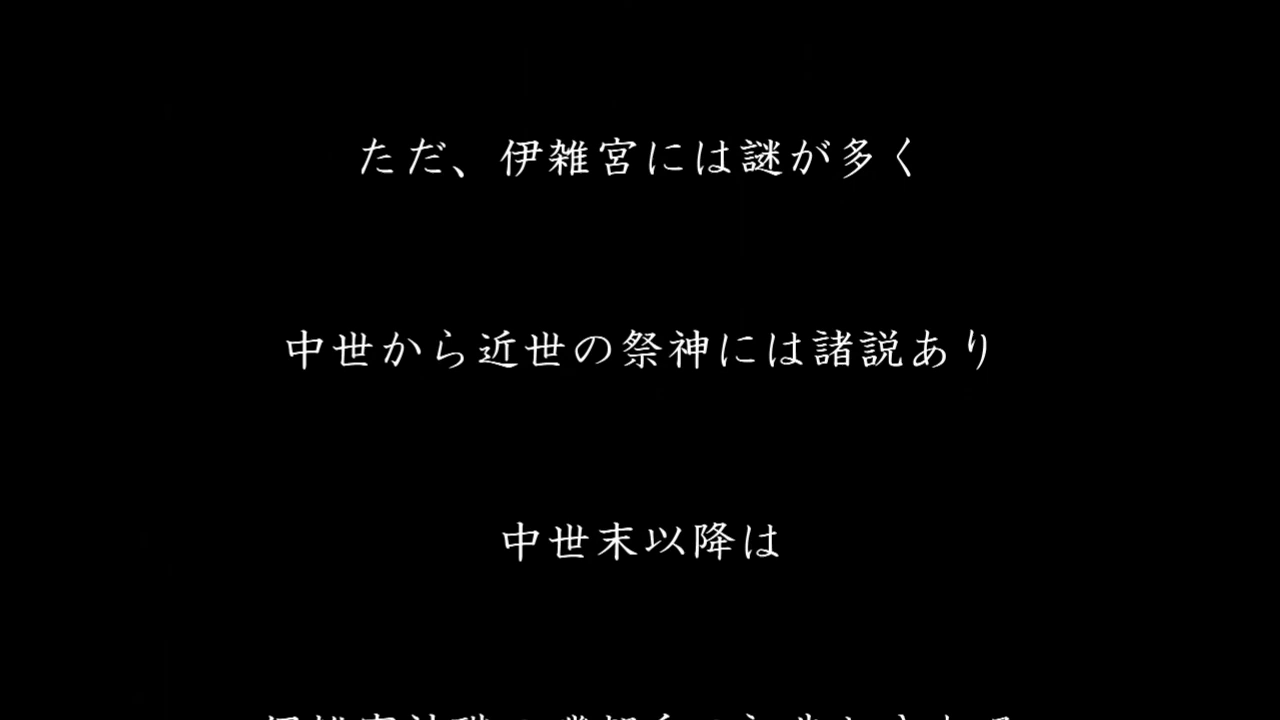 ただ、伊雑宮には謎が多く
中世から近世の祭神には諸説あり
中世末以降は